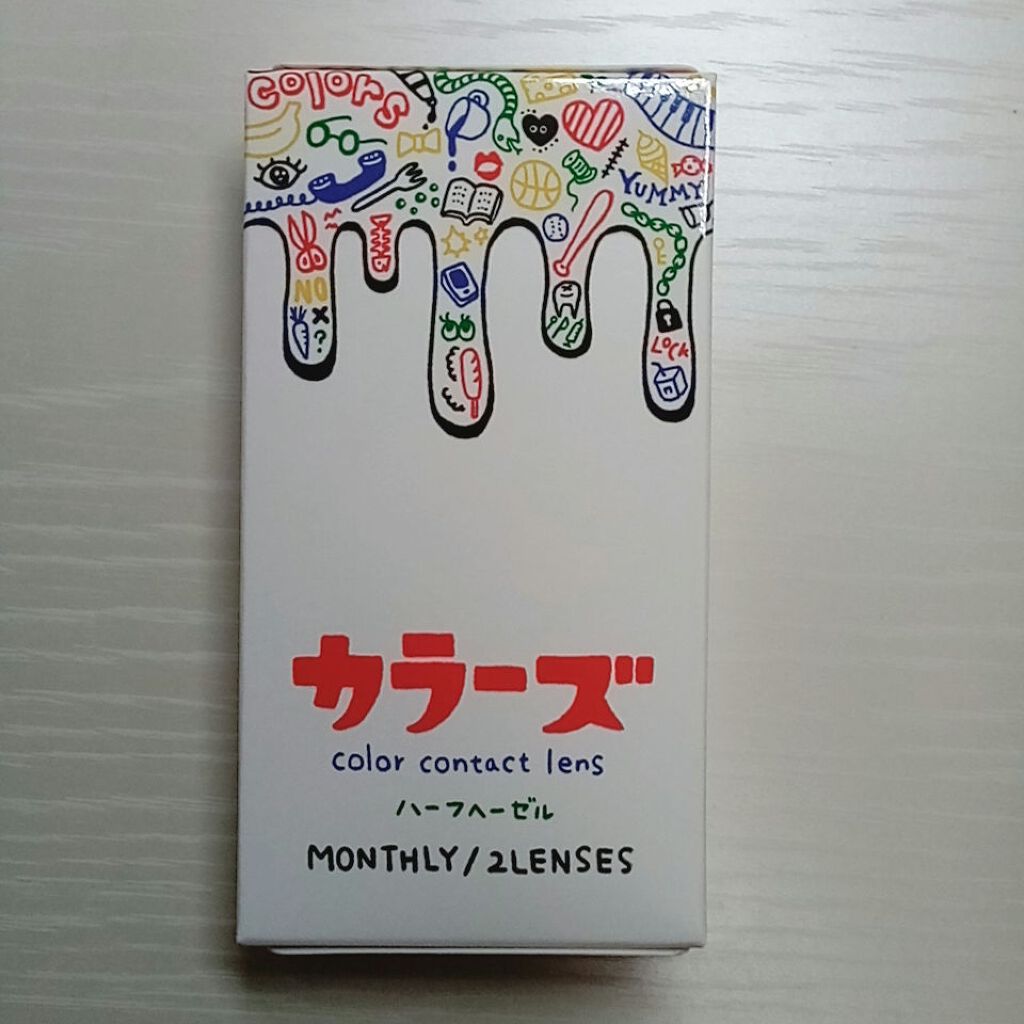 colors
YUMMY
NO
?
LOCK
カラーズ
color contact lens
ハーフヘーゼル
MONTHLY/2LENSES